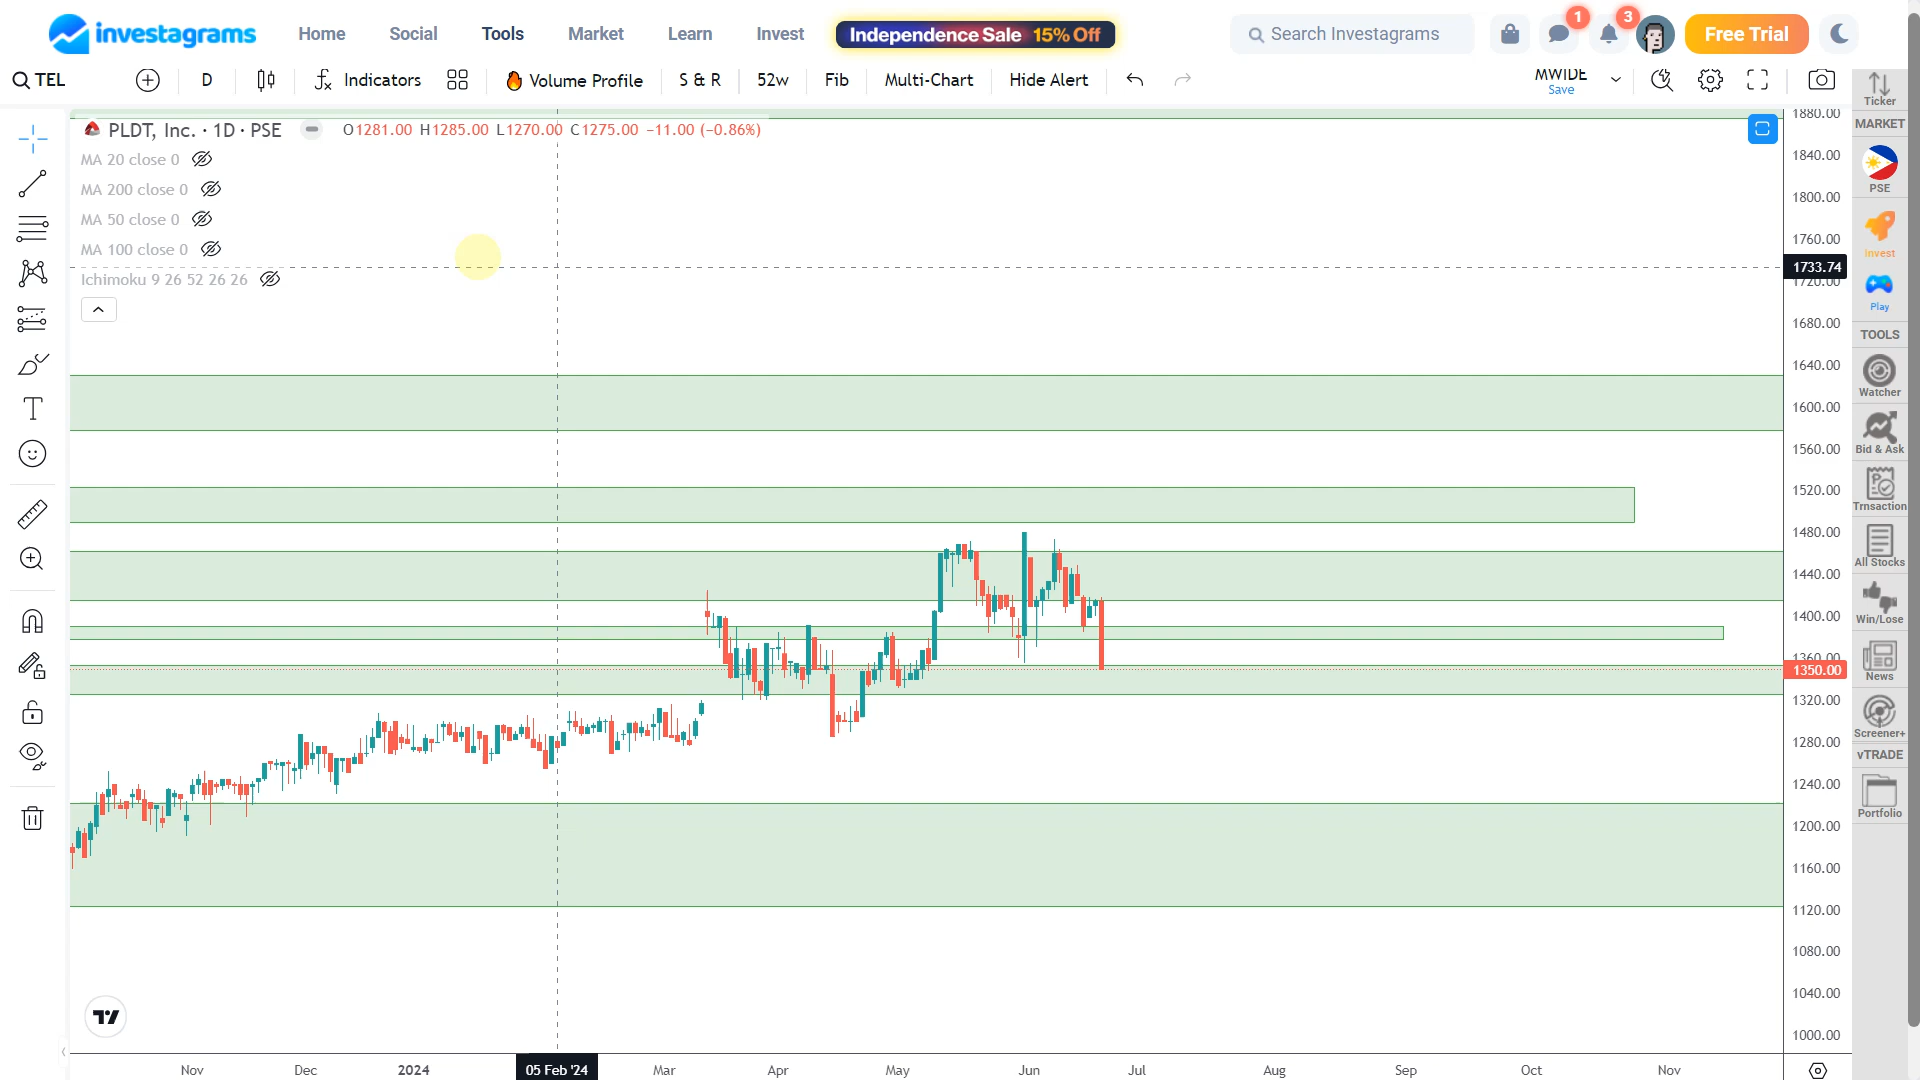 investagrams
Home Social Tools Market Learn Invest
Independence Sale 15% Off
Search Investagrams
1
3
Free Trial
TEL
D
Indicators
Volume Profile
S & R
52w
Fib
Multi-Chart
Hide Alert
MWIDE
Save
PLDT, Inc. · 1D · PSE
O1281.00 H1285.00 L1270.00 C1275.00 −11.00 (−0.86%)
MA 20 close 0
MA 200 close 0
MA 50 close 0
MA 100 close 0
Ichimoku 9 26 52 26 26
1880.00
1840.00
1800.00
1760.00
1733.74
1720.00
1680.00
1640.00
1600.00
1560.00
1520.00
1480.00
1440.00
1400.00
1360.00
1350.00
1320.00
1280.00
1240.00
1200.00
1160.00
1120.00
1080.00
1040.00
1000.00
Nov Dec 2024 05 Feb '24 Mar Apr May Jun Jul Aug Sep Oct Nov
Ticker
MARKET
PSE
Invest
Play
TOOLS
Watcher
Bid & Ask
Trnsaction
All Stocks
Win/Lose
News
Screener+
vTRADE
Portfolio